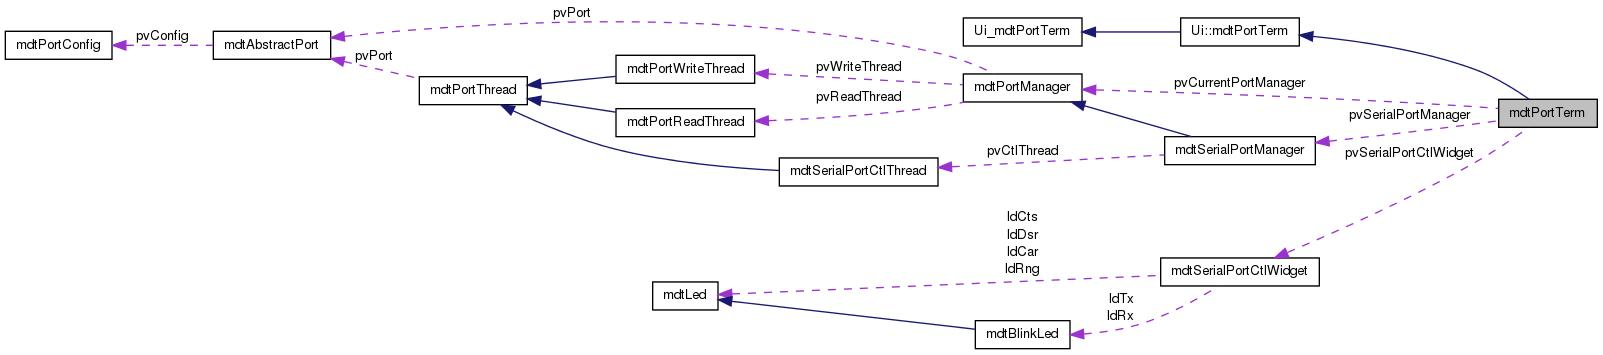 pvPort
mdtPortConfig
pvConfig
mdtAbstractPort
pvPort
mdtPortThread
mdtPortWriteThread
mdtPortReadThread
mdtSerialPortCtlThread
pvWriteThread
pvReadThread
pvCtlThread
Ui_mdtPortTerm
Ui::mdtPortTerm
mdtPortManager
pvCurrentPortManager
mdtPortTerm
pvSerialPortManager
mdtSerialPortManager
pvSerialPortCtlWidget
ldCts
ldDsr
ldCar
ldRng
mdtSerialPortCtlWidget
mdtLed
ldTx
ldRx
mdtBlinkLed